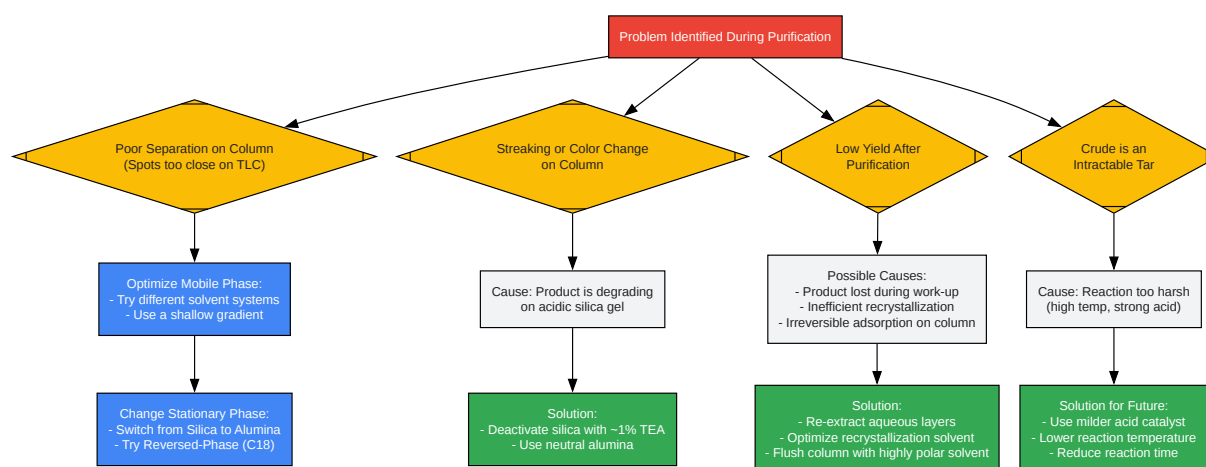 Problem Identified During Purification
Poor Separation on Column
(Spots too close on TLC)
Streaking or Color Change
on Column
Low Yield After
Purification
Crude is an
Intractable Tar
Optimize Mobile Phase:
- Try different solvent systems
- Use a shallow gradient
Cause: Product is degrading
on acidic silica gel
Possible Causes:
- Product lost during work-up
- Inefficient recrystallization
- Irreversible adsorption on column
Cause: Reaction too harsh
(high temp, strong acid)
Change Stationary Phase:
- Switch from Silica to Alumina
- Try Reversed-Phase (C18)
Solution:
- Deactivate silica with ~1% TEA
- Use neutral alumina
Solution:
- Re-extract aqueous layers
- Optimize recrystallization solvent
- Flush column with highly polar solvent
Solution for Future:
- Use milder acid catalyst
- Lower reaction temperature
- Reduce reaction time